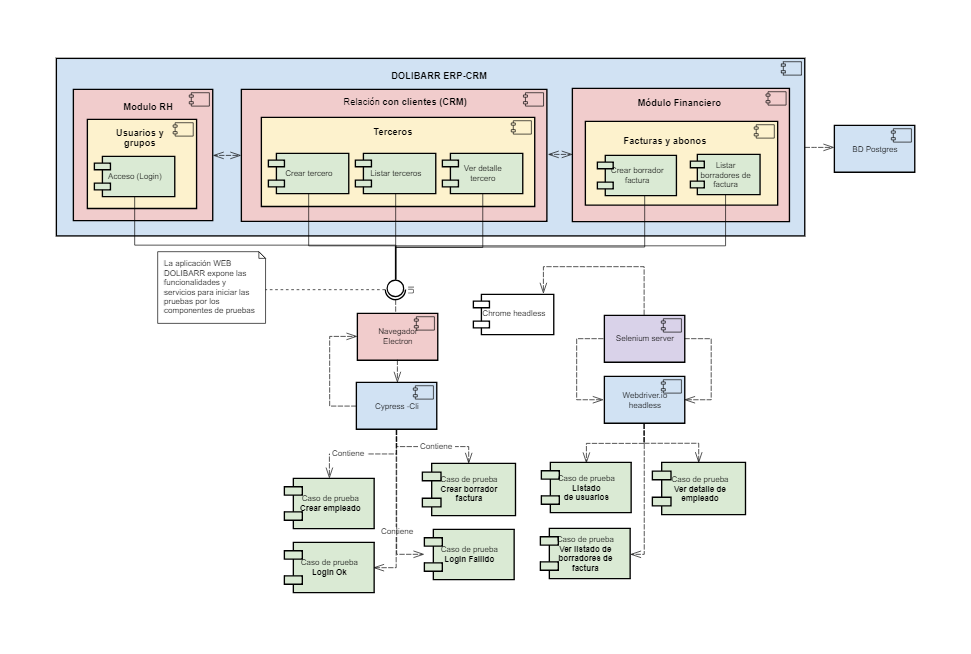 DOLIBARR ERP-CRM
Modulo RH
Usuarios y
grupos
Acceso (Login)
Relación con clientes (CRM)
Terceros
Crear tercero
Listar terceros
Ver detalle
tercero
Módulo Financiero
Facturas y abonos
Crear borrador
factura
Listar
borradores de
factura
BD Postgres
La aplicación WEB
DOLIBARR expone las
funcionalidades y
servicios para iniciar las
pruebas por los
componentes de pruebas
UI
Chrome headless
Navegador
Electron
Selenium server
Cypress -Cli
Webdriver.io
headless
Contiene
Contiene
Caso de prueba
Crear empleado
Caso de prueba
Crear borrador
factura
Caso de prueba
Listado
de usuarios
Caso de prueba
Ver detalle de
empleado
Contiene
Caso de prueba
Login Ok
Caso de prueba
Login Fallido
Caso de prueba
Ver listado de
borradores de
factura